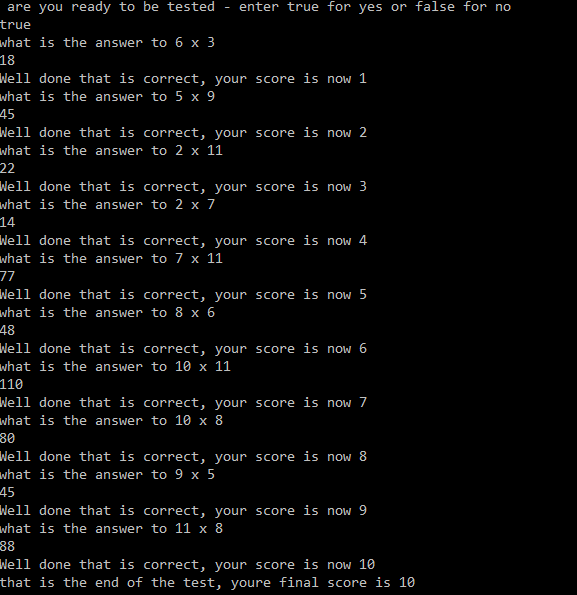 are you ready to be tested - enter true for yes or false for no
true
what is the answer to 6 x 3
18
Well done that is correct, your score is now 1
what is the answer to 5 x 9
45
Well done that is correct, your score is now 2
what is the answer to 2 x 11
22
Well done that is correct, your score is now 3
what is the answer to 2 x 7
14
Well done that is correct, your score is now 4
what is the answer to 7 x 11
77
Well done that is correct, your score is now 5
what is the answer to 8 x 6
48
Well done that is correct, your score is now 6
what is the answer to 10 x 11
110
Well done that is correct, your score is now 7
what is the answer to 10 x 8
80
Well done that is correct, your score is now 8
what is the answer to 9 x 5
45
Well done that is correct, your score is now 9
what is the answer to 11 x 8
88
Well done that is correct, your score is now 10
that is the end of the test, youre final score is 10